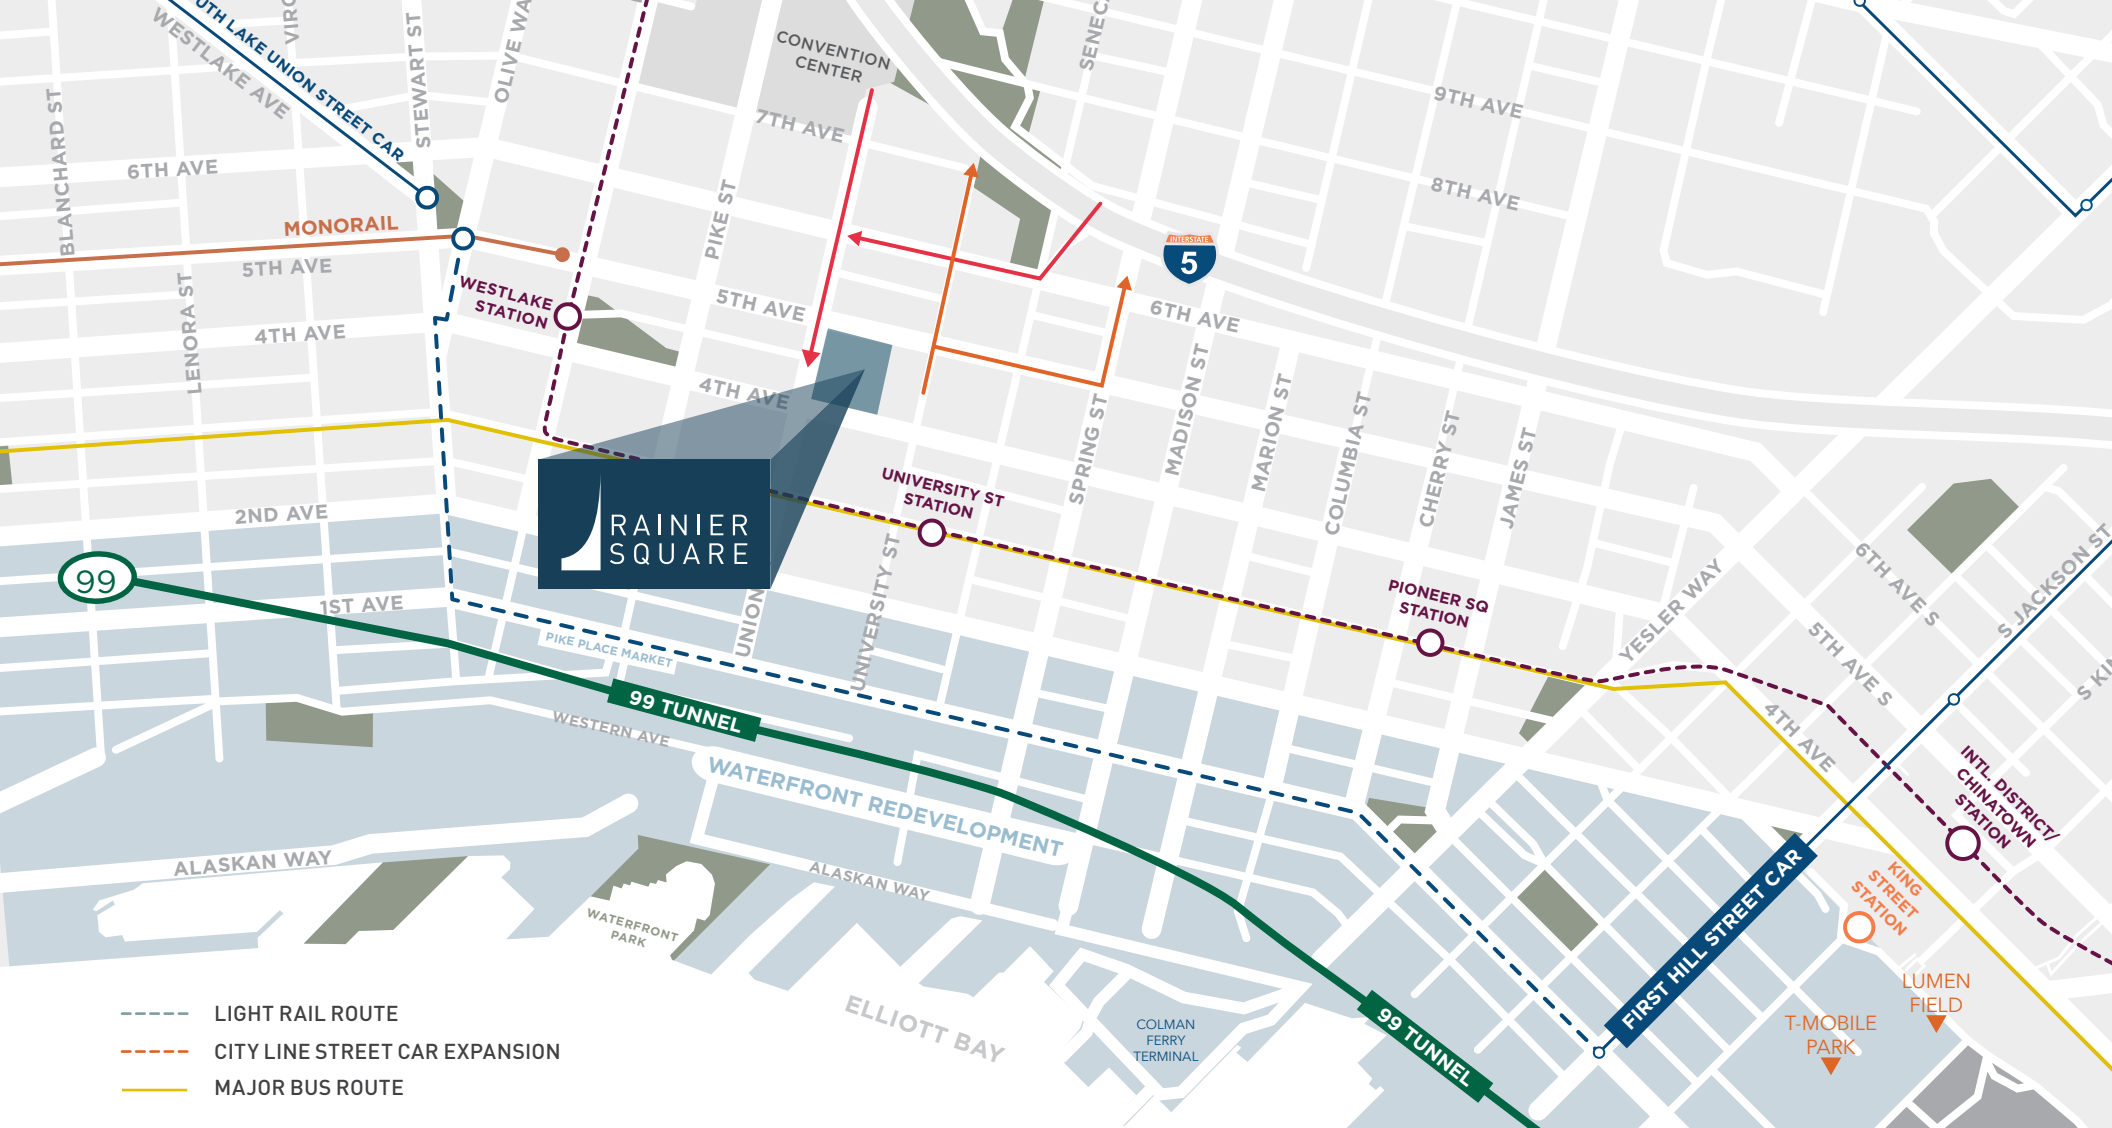 SOUTH LAKE UNION STREET CAR
WESTLAKE AVE
STEWART ST
CONVENTION
CENTER
7TH AVE
9TH AVE
8TH AVE
6TH AVE
BLANCHARD ST
MONORAIL
5TH AVE
LENORA ST
4TH AVE
WESTLAKE
STATION
PIKE ST
5TH AVE
INTERSTATE
5
6TH AVE
4TH AVE
SPRING ST
MADISON ST
MARION ST
COLUMBIA ST
CHERRY ST
JAMES ST
RAINIER
SQUARE
UNIVERSITY ST
STATION
2ND AVE
99
1ST AVE
PIKE PLACE MARKET
UNION
UNIVERSITY ST
PIONEER SQ
STATION
YESLER WAY
6TH AVE S
5TH AVE S
S JACKSON ST
4TH AVE
99 TUNNEL
WESTERN AVE
WATERFRONT REDEVELOPMENT
ALASKAN WAY
ALASKAN WAY
WATERFRONT
PARK
ELLIOTT BAY
COLMAN
FERRY
TERMINAL
99 TUNNEL
FIRST HILL STREET CAR
INTL. DISTRICT/
CHINATOWN
STATION
KING
STREET
STATION
LUMEN
FIELD
T-MOBILE
PARK
LIGHT RAIL ROUTE
CITY LINE STREET CAR EXPANSION
MAJOR BUS ROUTE